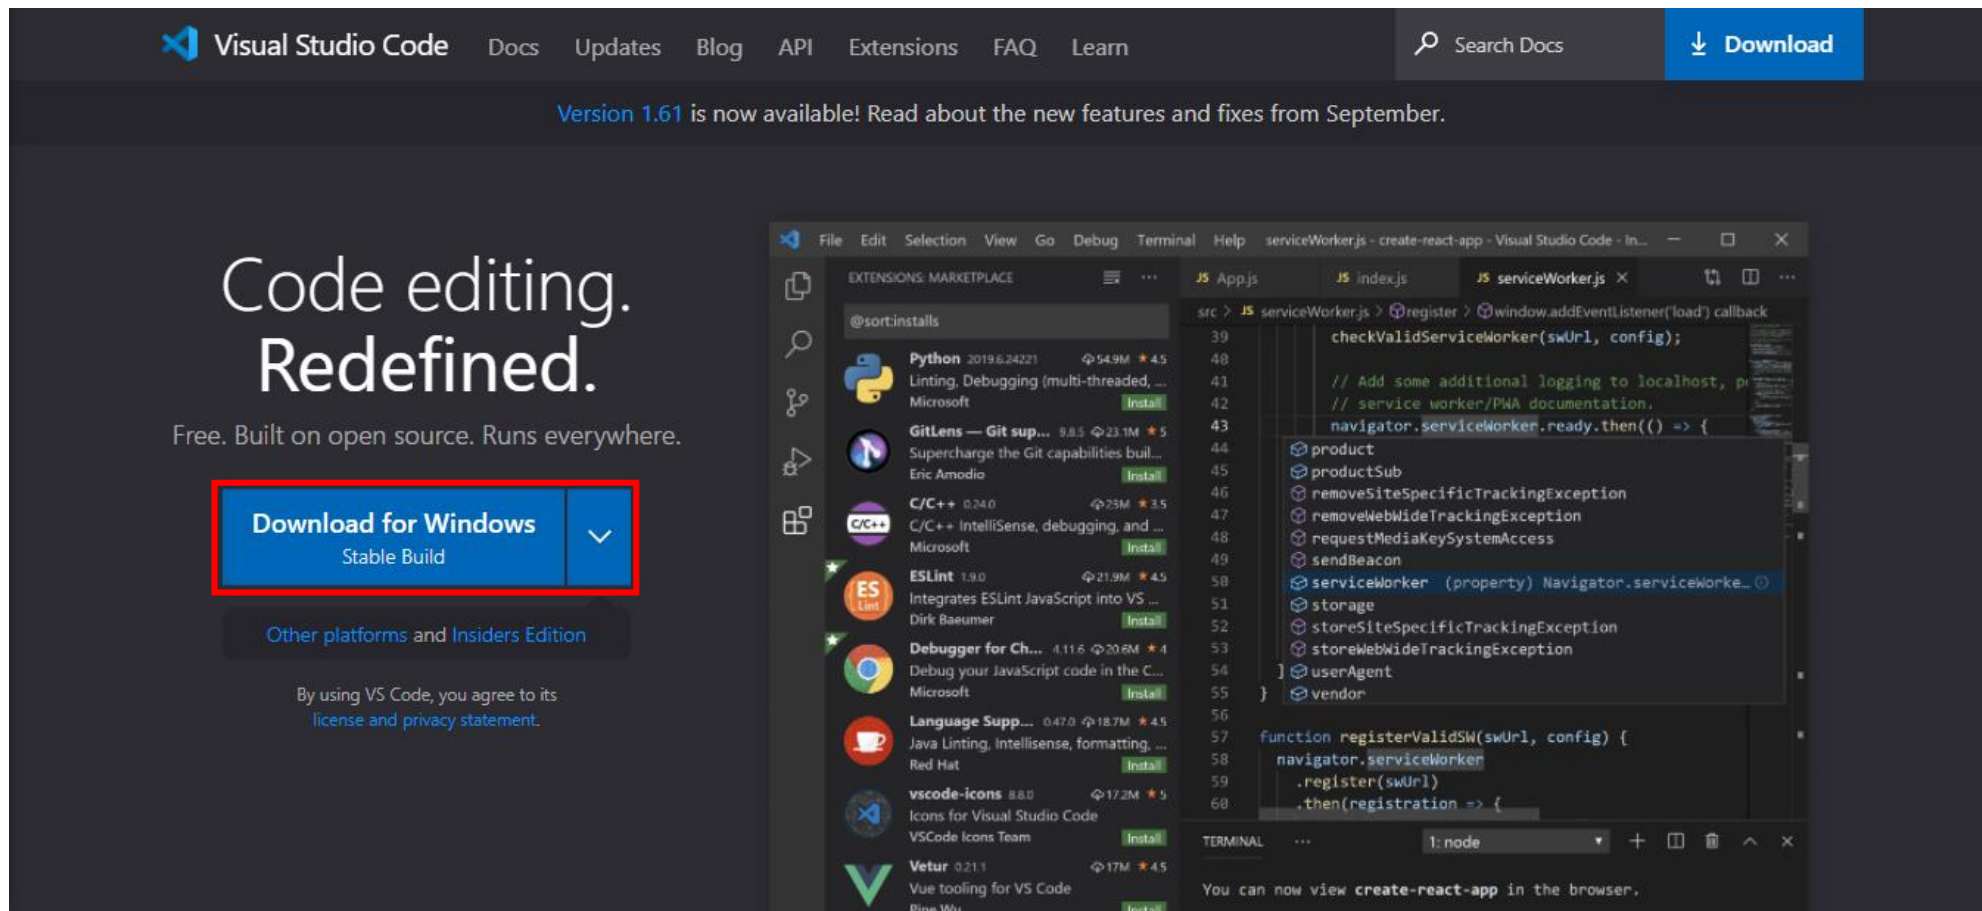 Visual Studio Code Docs Updates Blog API Extensions FAQ Learn Search Docs Download
Version 1.61 is now available! Read about the new features and fixes from September.
Code editing.
Redefined.
Free. Built on open source. Runs everywhere.
Download for Windows
Stable Build
Other platforms and Insiders Edition
By using VS Code, you agree to its
license and privacy statement.
File Edit Selection View Go Debug Terminal Help serviceWorker.js - create-react-app - Visual Studio Code - In...
EXTENSIONS: MARKETPLACE
@sort:installs
Python 2019.6.24221 54.9M 4.5
Linting, Debugging (multi-threaded, ...
Microsoft Install
GitLens — Git sup... 9.8.5 23.1M 5
Supercharge the Git capabilities buil...
Eric Amodio Install
C/C++ 0.24.0 23M 3.5
C/C++
C/C++ IntelliSense, debugging, and ...
Microsoft Install
ESLint 1.9.0 21.9M 4.5
ES
Lint
Integrates ESLint JavaScript into VS ...
Dirk Baeumer Install
Debugger for Ch... 4.11.6 20.6M 4
Debug your JavaScript code in the C...
Microsoft Install
Language Supp... 0.47.0 18.7M 4.5
Java Linting, Intellisense, formatting, ...
Red Hat Install
vscode-icons 8.8.0 17.2M 5
Icons for Visual Studio Code
VSCode Icons Team Install
Vetur 0.21.1 17M 4.5
Vue tooling for VS Code
Pine Wu Install
JS App.js JS index.js JS serviceWorker.js
src > JS serviceWorker.js > register > window.addEventListener('load') callback
39 checkValidServiceWorker(swUrl, config);
40
41 // Add some additional logging to localhost, p
42 // service worker/PWA documentation.
43 navigator.serviceWorker.ready.then(() => {
44 product
45 productSub
46 removeSiteSpecificTrackingException
47 removeWebWideTrackingException
48 requestMediaKeySystemAccess
49 sendBeacon
50 serviceWorker (property) Navigator.serviceWorke...
51 storage
52 storeSiteSpecificTrackingException
53 storeWebWideTrackingException
54 ] userAgent
55 } vendor
56
57 function registerValidSW(swUrl, config) {
58 navigator.serviceWorker
59 .register(swUrl)
60 .then(registration => {
TERMINAL ... 1: node
You can now view create-react-app in the browser.